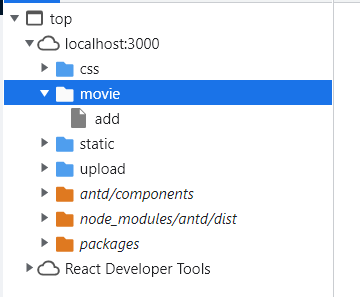 top
localhost:3000
css
movie
add
static
upload
antd/components
node_modules/antd/dist
packages
React Developer Tools